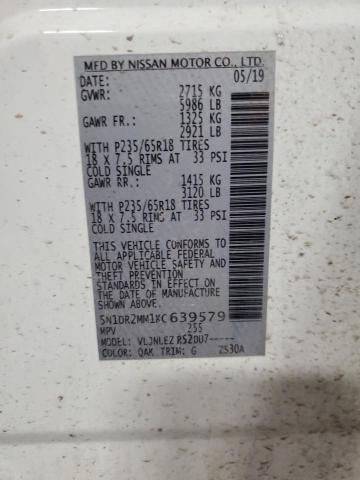 MFD BY NISSAN MOTOR CO., LTD.
DATE: 05/19
GVWR: 2715 KG
5986 LB
GAWR FR.: 1325 KG
2921 LB
WITH P235/65R18 TIRES
18 X 7.5 RIMS AT 33 PSI
COLD SINGLE
GAWR RR.: 1415 KG
3120 LB
WITH P235/65R18 TIRES
18 X 7.5 RIMS AT 33 PSI
COLD SINGLE
THIS VEHICLE CONFORMS TO
ALL APPLICABLE FEDERAL
MOTOR VEHICLE SAFETY AND
THEFT PREVENTION
STANDARDS IN EFFECT ON
THE DATE OF MANUFACTURE
SHOWN ABOVE.
5N1DR2MM1KC639579
MPV 255
MODEL: VLJNLEZ RS2DU7-----
COLOR: QAK TRIM: G ZS30A